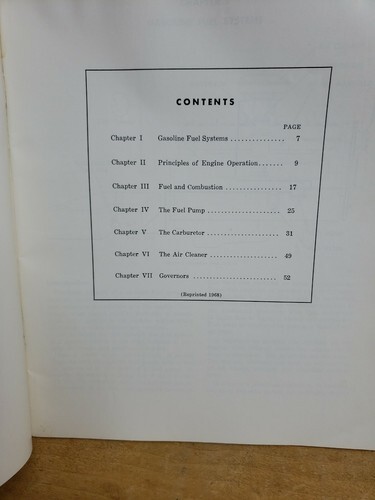 CONTENTS
PAGE
Chapter I Gasoline Fuel Systems ............... 7
Chapter II Principles of Engine Operation....... 9
Chapter III Fuel and Combustion ............... 17
Chapter IV The Fuel Pump ...................... 25
Chapter V The Carburetor ...................... 31
Chapter VI The Air Cleaner .................... 49
Chapter VII Governors ......................... 52
(Reprinted 1968)